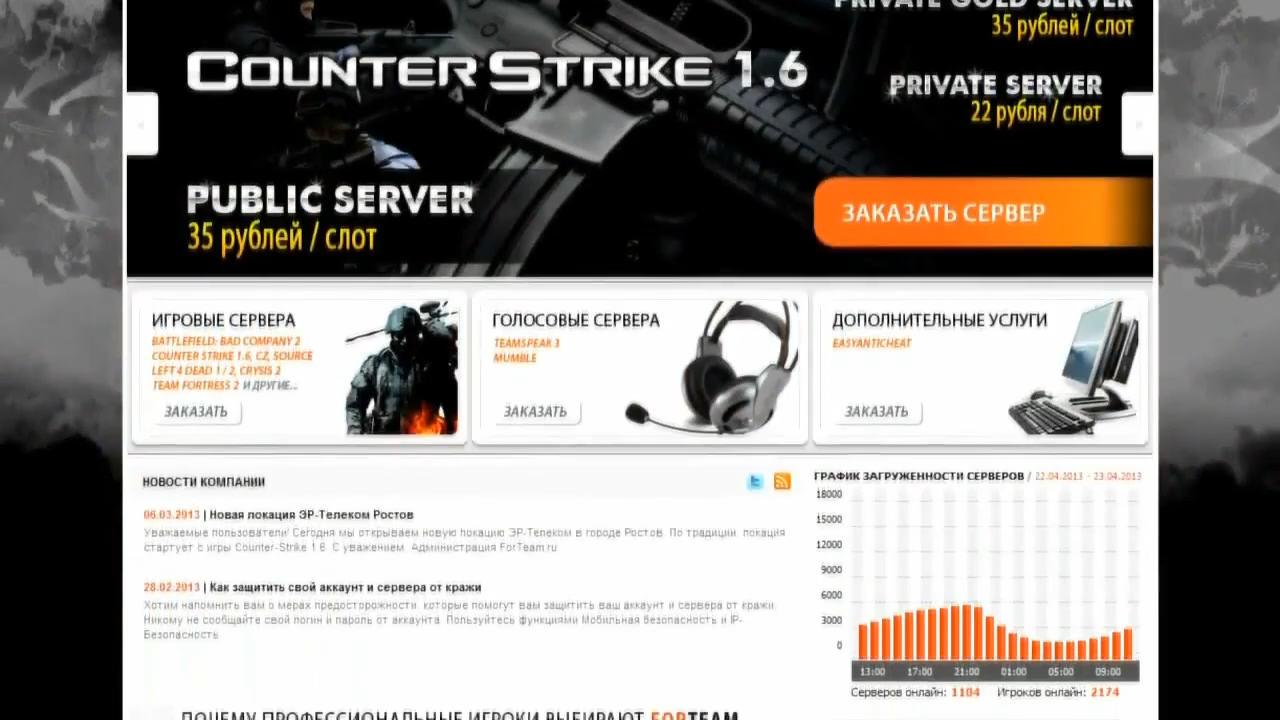 PRIVATE GOLD SERVER
35 рублей / слот
COUNTER STRIKE 1.6
PRIVATE SERVER
22 рубля / слот
PUBLIC SERVER
35 рублей / слот
ЗАКАЗАТЬ СЕРВЕР
ИГРОВЫЕ СЕРВЕРА
BATTLEFIELD: BAD COMPANY 2
COUNTER STRIKE 1.6, CZ, SOURCE
LEFT 4 DEAD 1 / 2, CRYSIS 2
TEAM FORTRESS 2 И ДРУГИЕ...
ЗАКАЗАТЬ
ГОЛОСОВЫЕ СЕРВЕРА
TEAMSPEAK 3
MUMBLE
ЗАКАЗАТЬ
ДОПОЛНИТЕЛЬНЫЕ УСЛУГИ
EASYANTICHEAT
ЗАКАЗАТЬ
НОВОСТИ КОМПАНИИ
06.03.2013 | Новая локация ЭР-Телеком Ростов
Уважаемые пользователи! Сегодня мы открываем новую локацию ЭР-Телеком в городе Ростов. По традиции, локация
стартует с игры Counter-Strike 1.6. С уважением, Администрация ForTeam.ru
28.02.2013 | Как защитить свой аккаунт и сервера от кражи
Хотим напомнить вам о мерах предосторожности, которые помогут вам защитить ваш аккаунт и сервера от кражи.
Никому не сообщайте свой логин и пароль от аккаунта. Пользуйтесь функциями Мобильная безопасность и IP-
Безопасность
ГРАФИК ЗАГРУЖЕННОСТИ СЕРВЕРОВ / 22.04.2013 - 23.04.2013
18000
15000
12000
9000
6000
3000
0
13:00 17:00 21:00 01:00 05:00 09:00
Серверов онлайн: 1104 Игроков онлайн: 2174
ПОЧЕМУ ПРОФЕССИОНАЛЬНЫЕ ИГРОКИ ВЫБИРАЮТ FORTEAM